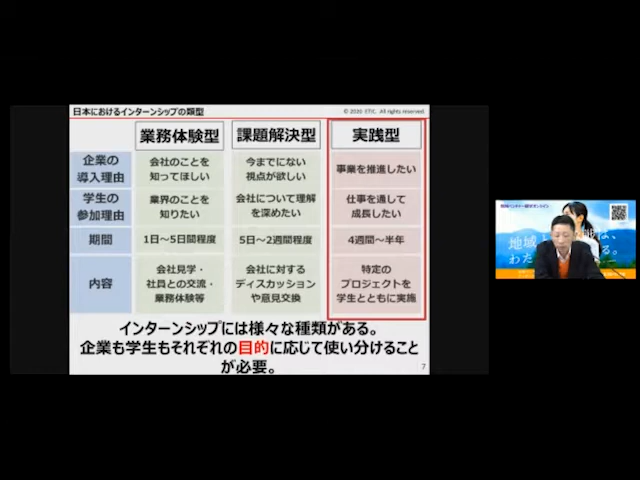 日本におけるインターンシップの類型
© 2020 ETIC. All rights reserved.
業務体験型 課題解決型 実践型
企業の
導入理由
会社のことを
知ってほしい
今までにない
視点が欲しい
事業を推進したい
学生の
参加理由
業界のことを
知りたい
会社について理解
を深めたい
仕事を通して
成長したい
期間 1日～5日間程度 5日～2週間程度 4週間～半年
内容
会社見学・
社員との交流・
業務体験等
会社に対する
ディスカッション
や意見交換
特定の
プロジェクトを
学生とともに実施
インターンシップには様々な種類がある。
企業も学生もそれぞれの目的に応じて使い分けること
が必要。
7
地域と
わた
る。